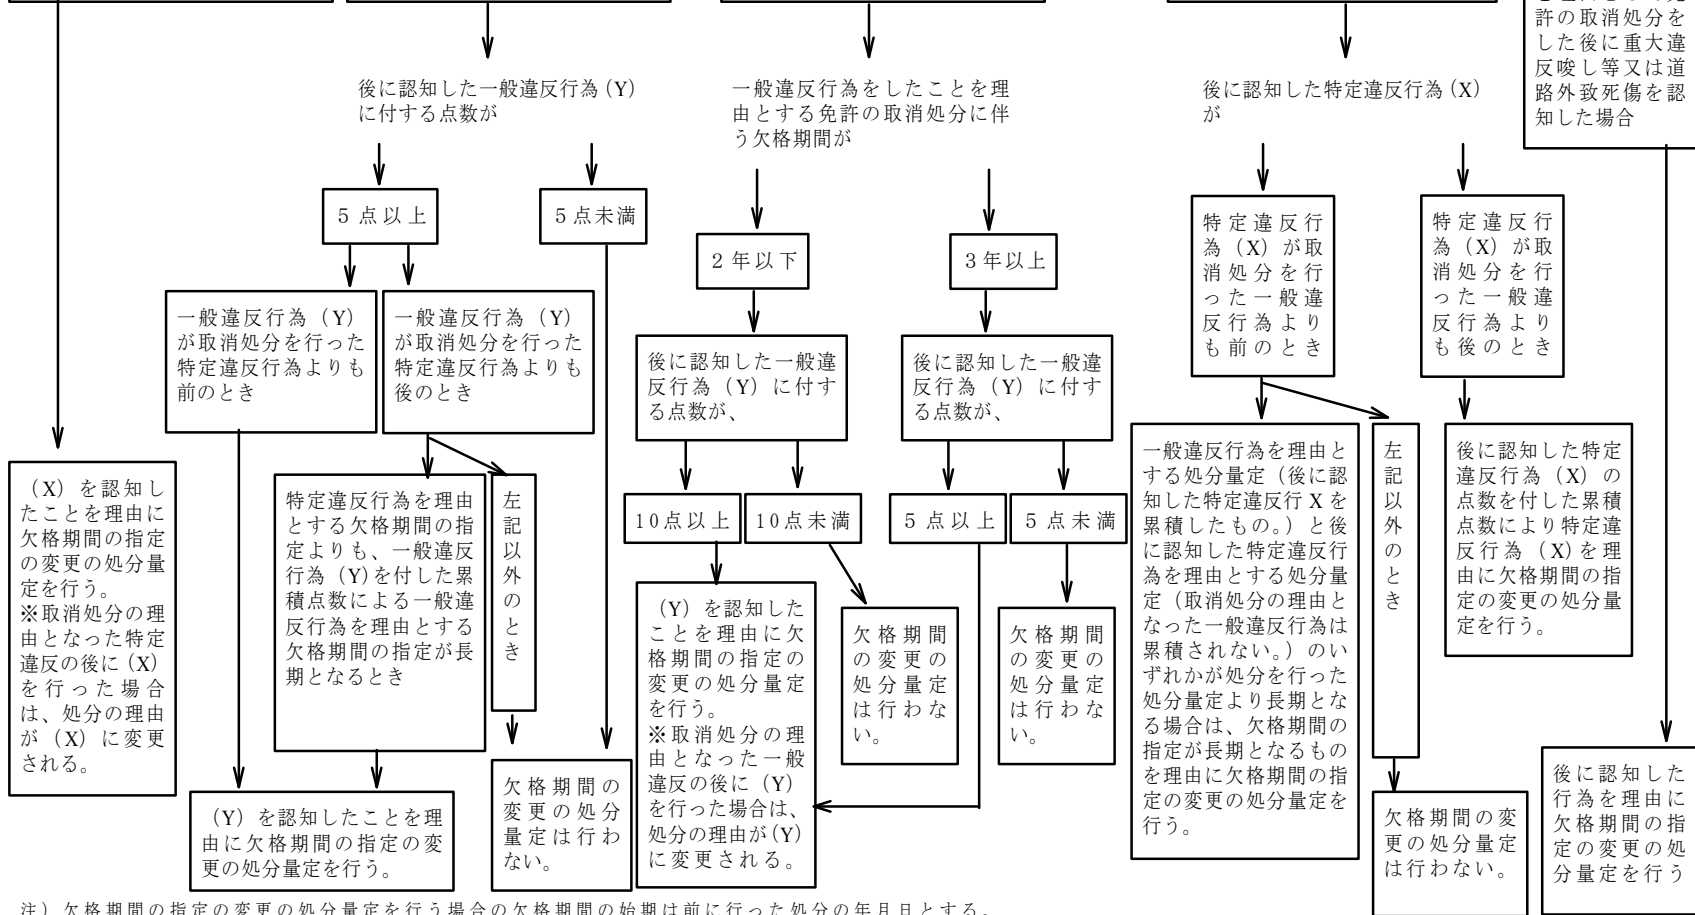 後に認知した一般違反行為(Y)
に付する点数が
一般違反行為をしたことを理
由とする免許の取消処分に伴
う欠格期間が
後に認知した特定違反行為(X)
が
許の取消処分を
した後に重大違
反唆し等又は道
路外致死傷を認
知した場合
5点以上
5点未満
2年以下
3年以上
特定違反行
為(X)が取
消処分を行
った一般違
反行為より
も前のとき
特定違反行
為(X)が取
消処分を行
った一般違
反行為より
も後のとき
一般違反行為(Y)
が取消処分を行った
特定違反行為よりも
前のとき
一般違反行為(Y)
が取消処分を行った
特定違反行為よりも
後のとき
後に認知した一般違
反行為(Y)に付す
る点数が、
後に認知した一般違
反行為(Y)に付す
る点数が、
(X)を認知し
たことを理由に
欠格期間の指定
の変更の処分量
定を行う。
※取消処分の理
由となった特定
違反の後に(X)
を行った場合
は、処分の理由
が(X)に変更
される。
特定違反行為を理由
とする欠格期間の指
定よりも、一般違反
行為(Y)を付した累
積点数による一般違
反行為を理由とする
欠格期間の指定が長
期となるとき
左記以外のとき
10点以上
10点未満
5点以上
5点未満
一般違反行為を理由と
する処分量定(後に認
知した特定違反行Xを
累積したもの。)と後
に認知した特定違反行
為を理由とする処分量
定(取消処分の理由と
なった一般違反行為は
累積されない。)のい
ずれかが処分を行った
処分量定より長期とな
る場合は、欠格期間の
指定が長期となるもの
を理由に欠格期間の指
定の変更の処分量定を
行う。
左記以外のとき
後に認知した特定
違反行為(X)の
点数を付した累積
点数により特定違
反行為(X)を理
由に欠格期間の指
定の変更の処分量
定を行う。
(Y)を認知したことを理
由に欠格期間の指定の変
更の処分量定を行う。
欠格期間の
変更の処分
量定は行わ
ない。
(Y)を認知した
ことを理由に欠
格期間の指定の
変更の処分量定
を行う。
※取消処分の理
由となった一般
違反の後に(Y)
を行った場合は、
処分の理由が(Y)
に変更される。
欠格期間
の変更の
処分量定
は行わな
い。
欠格期間
の変更の
処分量定
は行わな
い。
欠格期間の変
更の処分量定
は行わない。
後に認知した
行為を理由に
欠格期間の指
定の変更の処
分量定を行う
注)欠格期間の指定の変更の処分量定を行う場合の欠格期間の始期は前に行った処分の年月日とする。